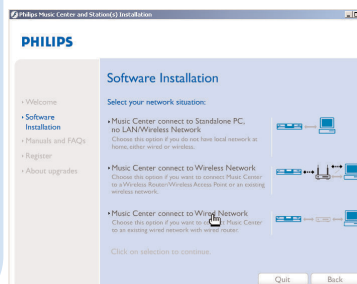 Philips Music Center and Station(s) Installation
PHILIPS
Software Installation
Select your network situation:
Welcome
Software
Installation
Manuals and FAQs
Register
About upgrades
Music Center connect to Standalone PC,
no LAN/Wireless Network
Choose this option if you do not have local network at
home, either wired or wireless.
Music Center connect to Wireless Network
Choose this option if you want to connect Music Center
to a Wireless Router/Wireless Access Point or an existing
wireless network.
Music Center connect to Wired Network
Choose this option if you want to Music Center
to an existing wired network with wired router.
Click on selection to continue.
Quit
Back